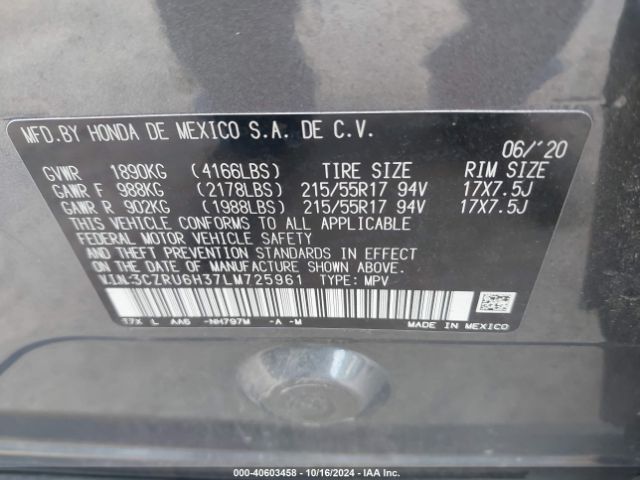 MFD.BY HONDA DE MEXICO S.A. DE C.V.
06/'20
GVWR 1890KG (4166LBS) TIRE SIZE RIM SIZE
GAWR F 988KG (2178LBS) 215/55R17 94V 17X7.5J
GAWR R 902KG (1988LBS) 215/55R17 94V 17X7.5J
THIS VEHICLE CONFORMS TO ALL APPLICABLE
FEDERAL MOTOR VEHICLE SAFETY
AND THEFT PREVENTION STANDARDS IN EFFECT
ON THE DATE OF MANUFACTURE SHOWN ABOVE.
V.I.N.:3CZRU6H37LM725961 TYPE: MPV
T7X L AA6 -NH797M -A -M
MADE IN MEXICO
000-40603458 - 10/16/2024 - IAA Inc.